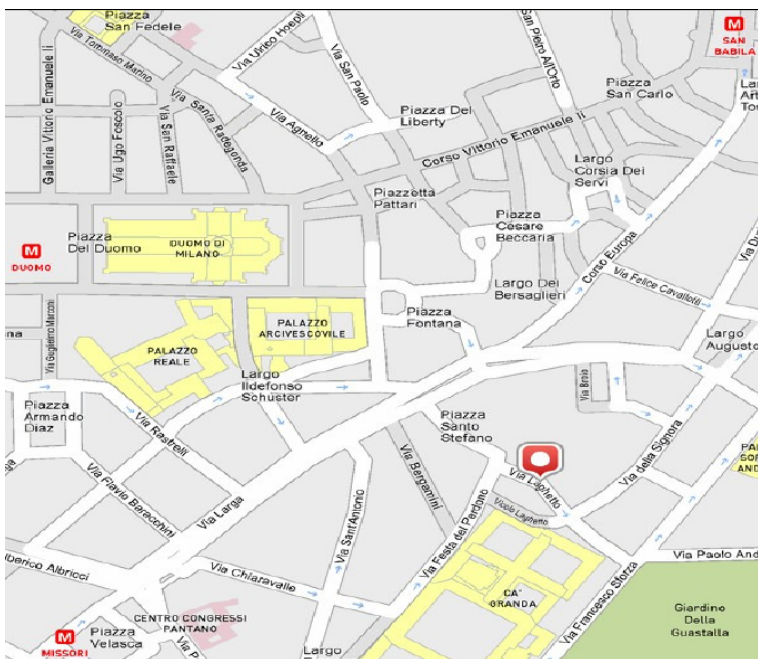 Piazza
San Fedele
Via Tommaso Marino
Via Ulrico Hoepli
Via San Paolo
San Pietro All'Orto
M
SAN
BABILA
Galleria Vittorio Emanuele Ii
Via Ugo Foscolo
Via San Raffaele
Via Santa Radegonda
Via Agnello
Piazza Del
Liberty
Piazza
San Carlo
Corso Vittorio Emanuele Ii
Largo
Corsia Dei
Servi
Piazzetta
Pattari
Piazza
Cesare
Beccaria
M
DUOMO
Piazza
Del Duomo
DUOMO DI
MILANO
Largo Dei
Bersaglieri
Corso Europa
Via Felice Cavallotti
Via Guglielmo Marconi
Piazza
Fontana
PALAZZO
ARCIVESCOVILE
PALAZZO
REALE
Largo
Augusto
Largo
Ildefonso
Schuster
Piazza
Armando
Diaz
Via Rastrelli
Piazza
Santo
Stefano
Via Brolo
Via della Signora
Via Bergamini
Via Laghetto
Vicolo Laghetto
Via Flavio Baracchini
Via Larga
Via Sant'Antonio
Via Festa del Perdono
Via Francesco Sforza
Via Paolo And
Alberico Albricci
Via Chiaravalle
CA'
GRANDA
Giardino
Della
Guastalla
CENTRO CONGRESSI
PANTANO
M
MISSORI
Piazza
Velasca
Largo